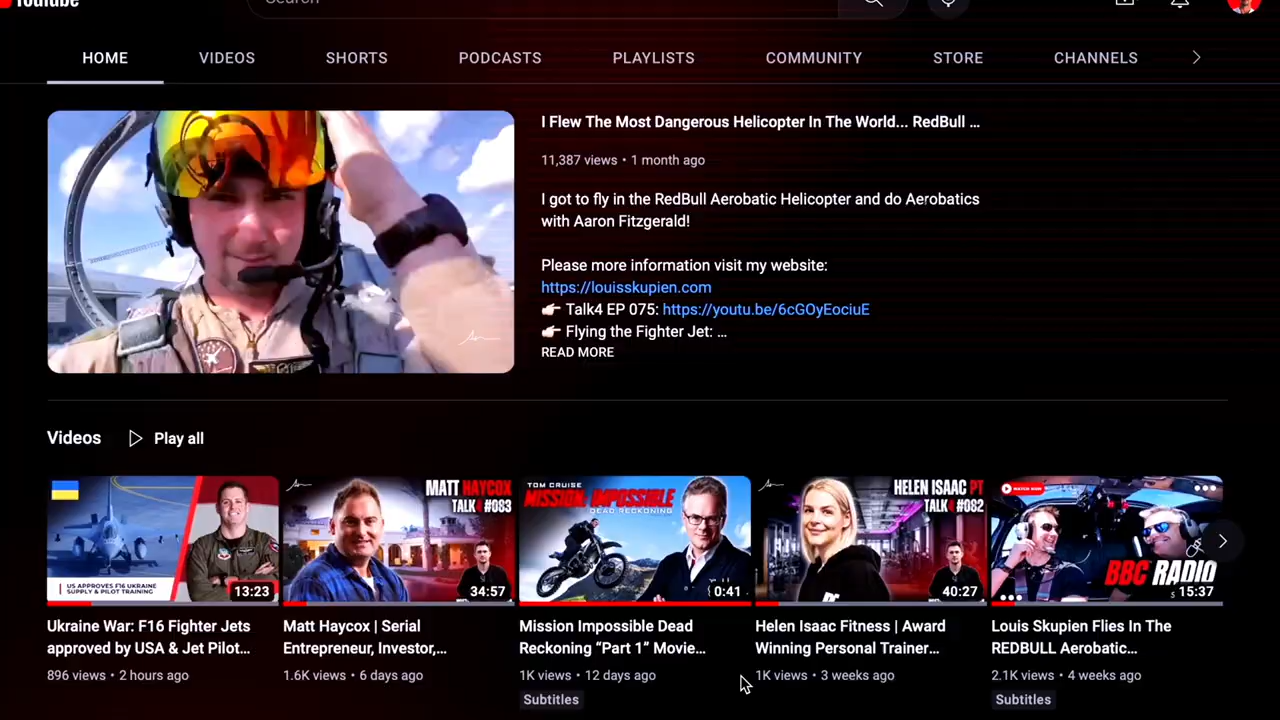 YouTube
Search
HOME
VIDEOS
SHORTS
PODCASTS
PLAYLISTS
COMMUNITY
STORE
CHANNELS
I Flew The Most Dangerous Helicopter In The World... RedBull ...
11,387 views • 1 month ago
I got to fly in the RedBull Aerobatic Helicopter and do Aerobatics
with Aaron Fitzgerald!
Please more information visit my website:
https://louisskupien.com
👉 Talk4 EP 075: https://youtu.be/6cGOyEociuE
👉 Flying the Fighter Jet: ...
READ MORE
Videos
Play all
US APPROVES F16 UKRAINE
SUPPLY & PILOT TRAINING
13:23
MATT HAYCOX
TALK4 #083
34:57
TOM CRUISE
MISSION IMPOSSIBLE
DEAD RECKONING
0:41
HELEN ISAAC PT
TALK4 #082
40:27
WATCH NOW
BBC RADIO
15:37
Ukraine War: F16 Fighter Jets
approved by USA & Jet Pilot...
896 views • 2 hours ago
Matt Haycox | Serial
Entrepreneur, Investor,...
1.6K views • 6 days ago
Mission Impossible Dead
Reckoning “Part 1” Movie...
1K views • 12 days ago
Subtitles
Helen Isaac Fitness | Award
Winning Personal Trainer...
1K views • 3 weeks ago
Louis Skupien Flies In The
REDBULL Aerobatic...
2.1K views • 4 weeks ago
Subtitles